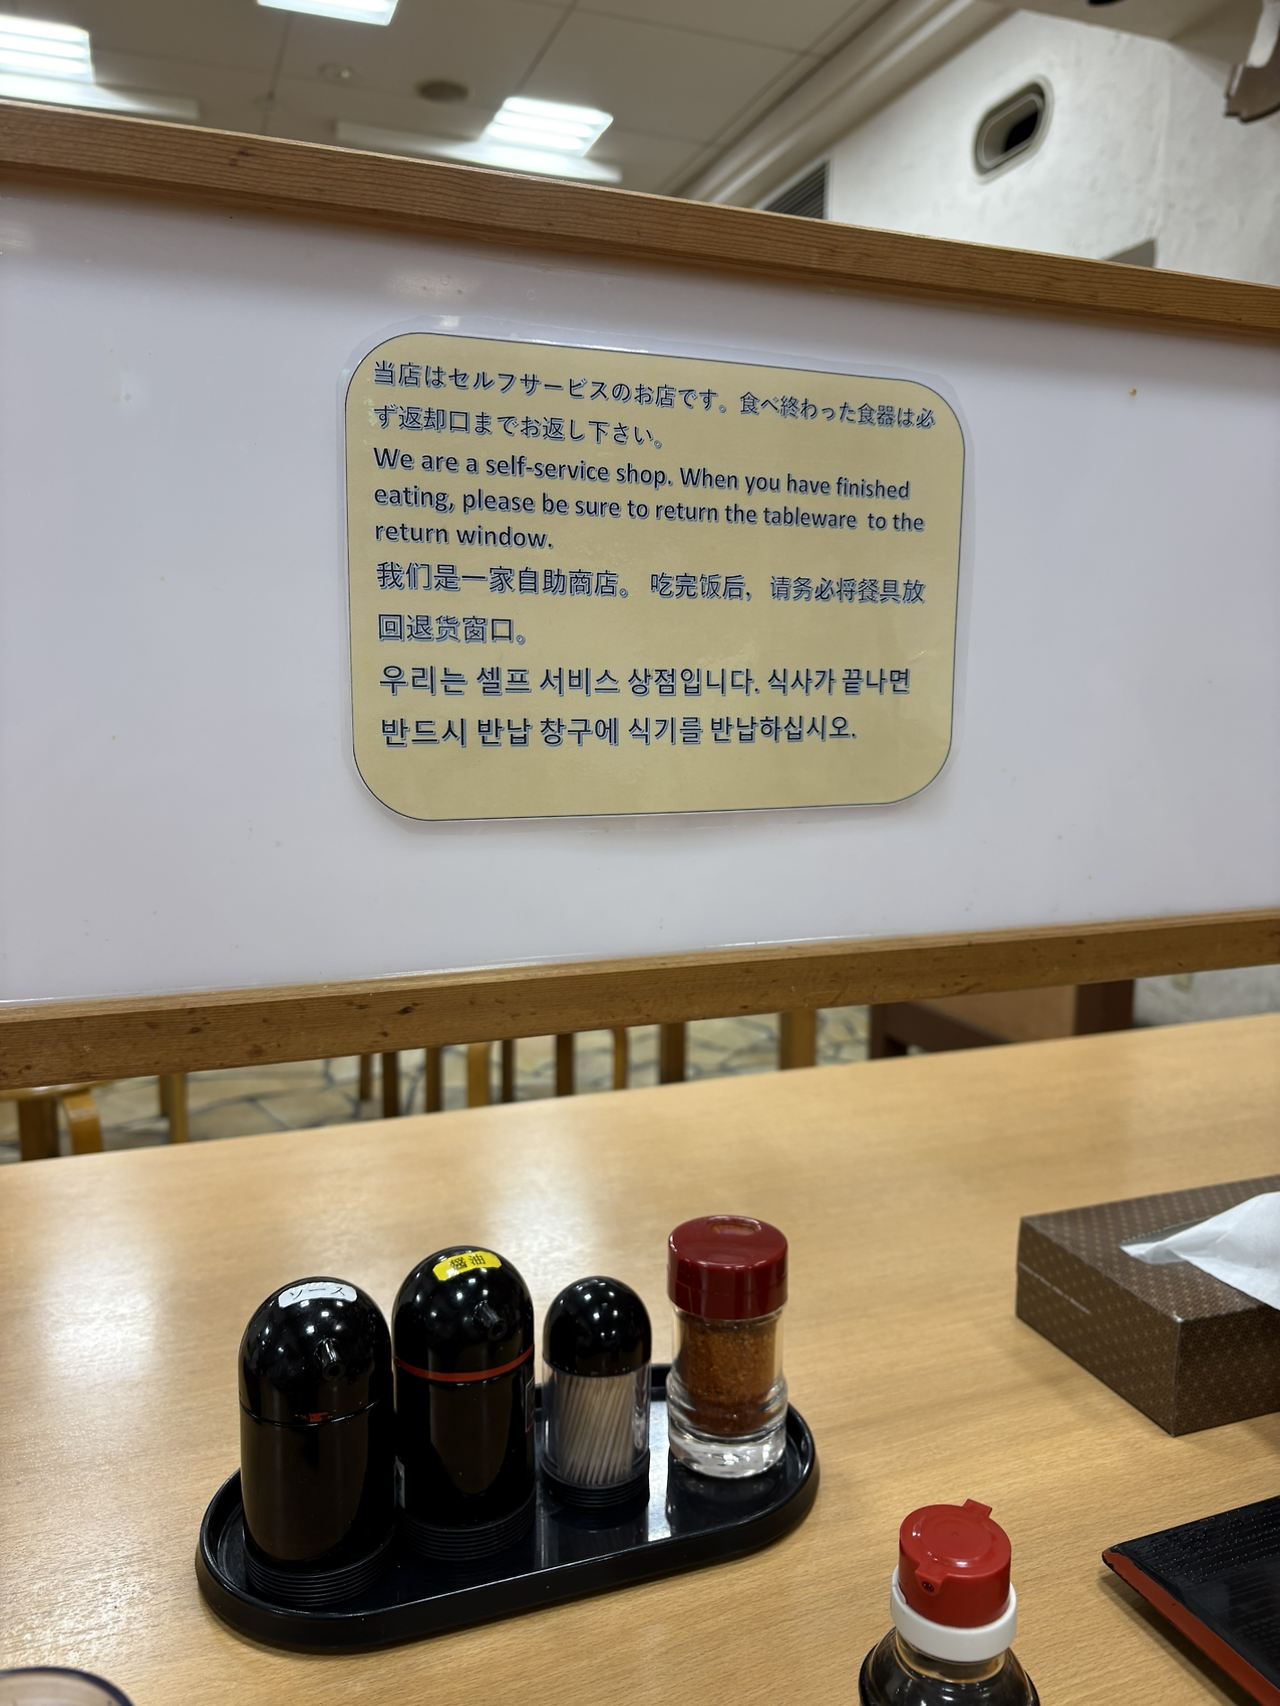 当店はセルフサービスのお店です。食べ終わった食器は必
ず返却口までお返し下さい。
We are a self-service shop. When you have finished
eating, please be sure to return the tableware to the
return window.
我们是一家自助商店。 吃完饭后，请务必将餐具放
回退货窗口。
우리는 셀프 서비스 상점입니다. 식사가 끝나면
반드시 반납 창구에 식기를 반납하십시오.
ソース
醤油